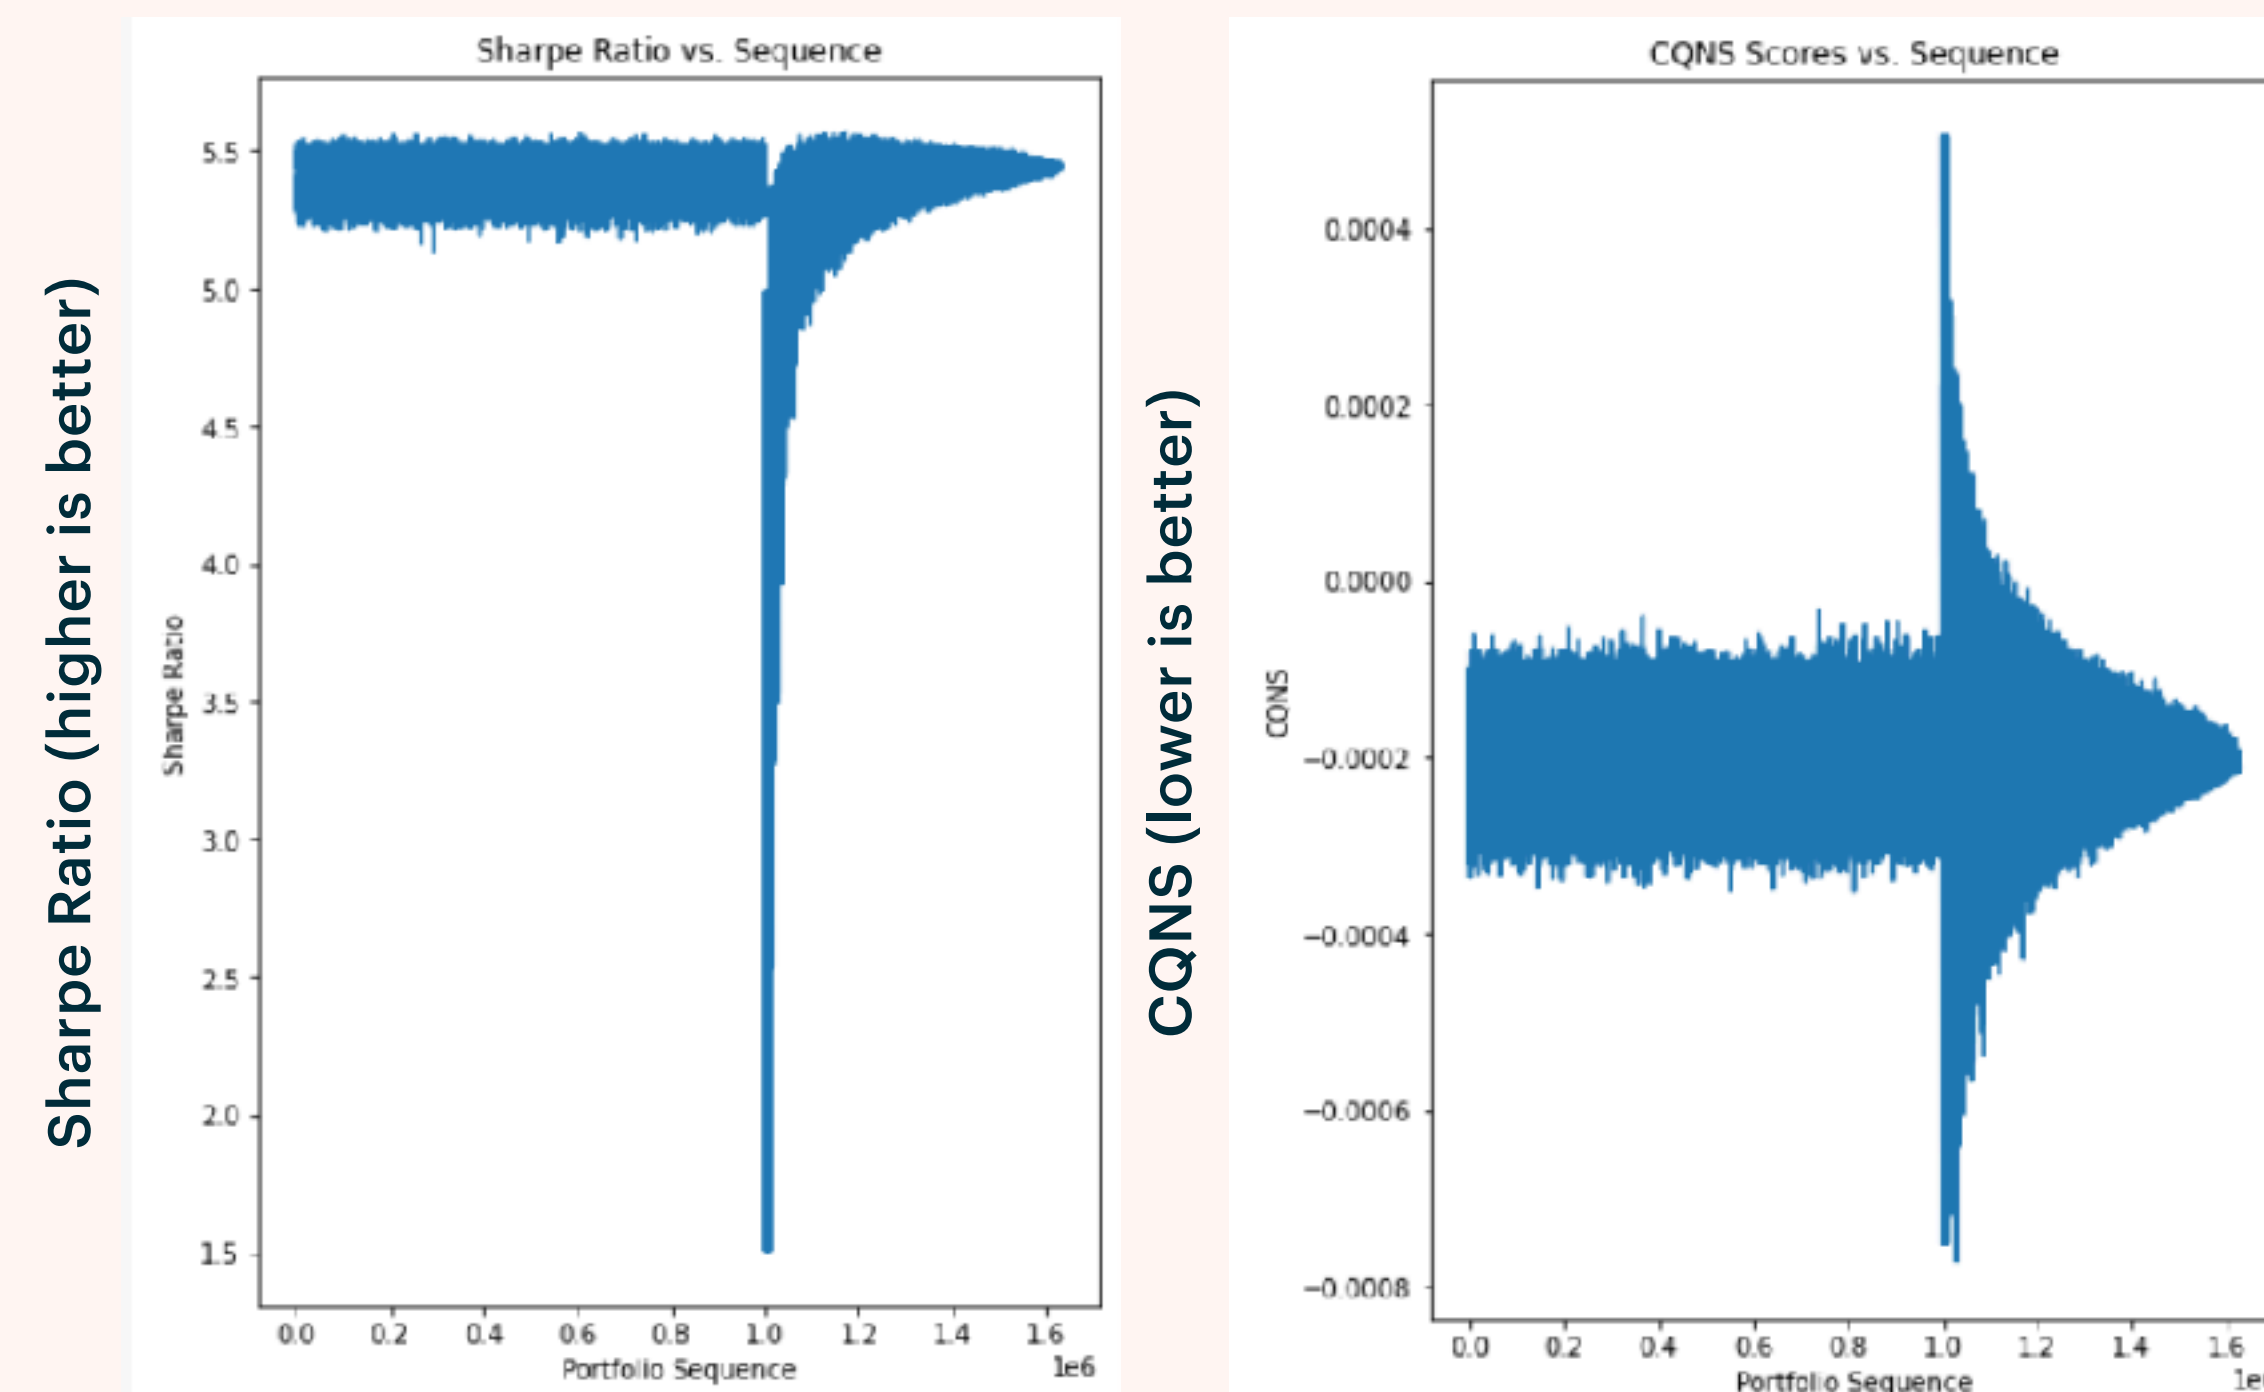 Sharpe Ratio (higher is better)
Sharpe Ratio vs. Sequence
Sharpe Ratio
5.5
5.0
4.5
4.0
3.5
3.0
2.5
2.0
1.5
0.0 0.2 0.4 0.6 0.8 1.0 1.2 1.4 1.6
Portfolio Sequence
1e6
CQNS (lower is better)
CQNS Scores vs. Sequence
CQNS
0.0004
0.0002
0.0000
−0.0002
−0.0004
−0.0006
−0.0008
0.0 0.2 0.4 0.6 0.8 1.0 1.2 1.4 1.6
Portfolio Sequence